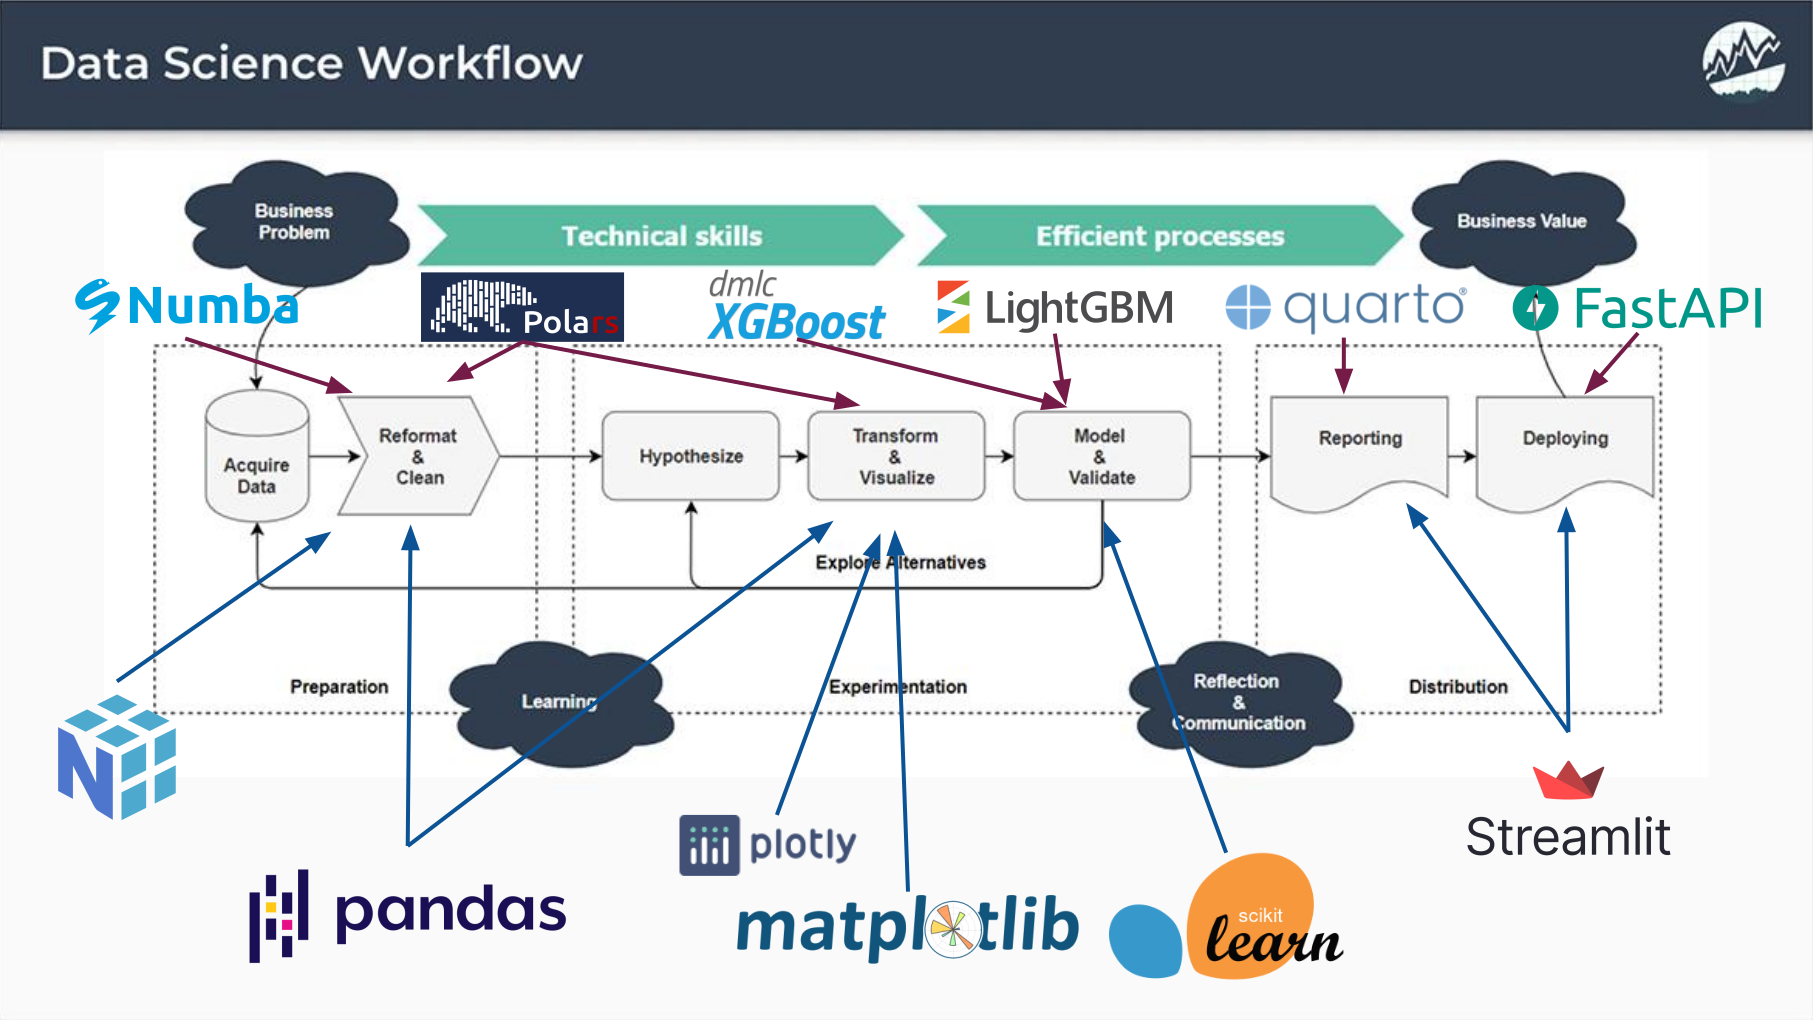 Data Science Workflow
Business
Problem
Technical skills
Efficient processes
Business Value
Numba
Polars
dmlc
XGBoost
LightGBM
quarto®
FastAPI
Acquire
Data
Reformat
&
Clean
Hypothesize
Transform
&
Visualize
Model
&
Validate
Reporting
Deploying
Explore Alternatives
Preparation
Learning
Experimentation
Reflection
&
Communication
Distribution
N
pandas
plotly
matplotlib
scikit
learn
Streamlit